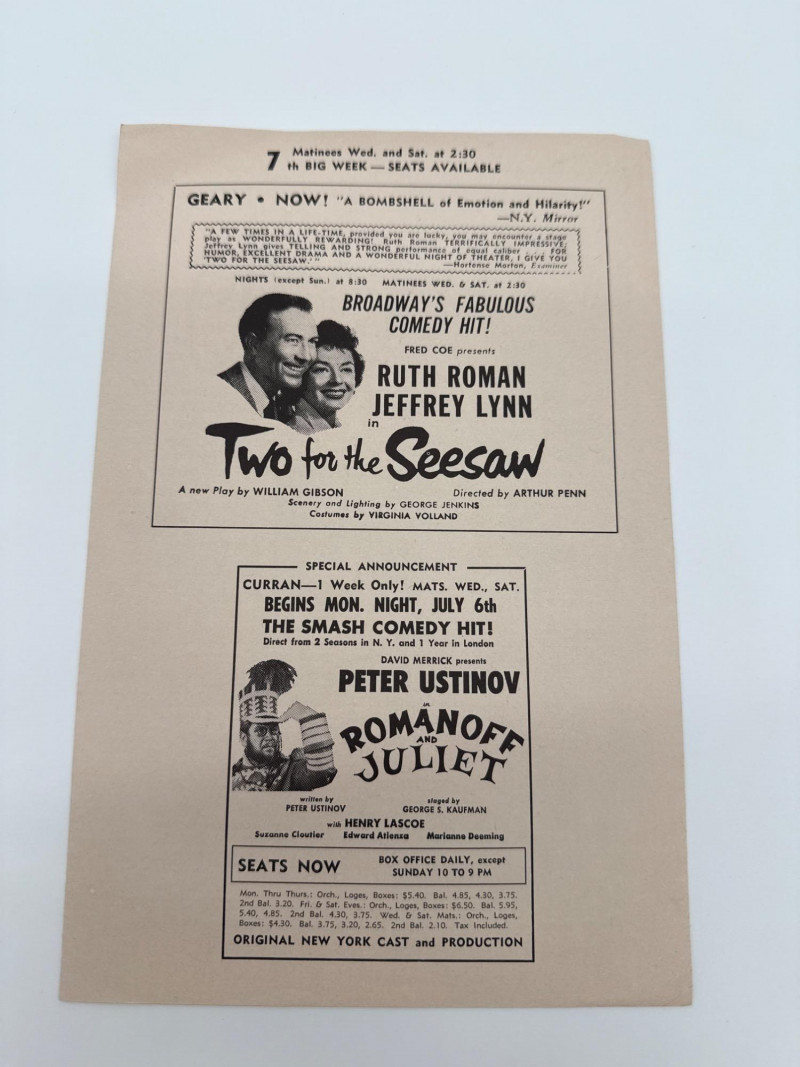 7 Matinees Wed. and Sat. at 2:30
th BIG WEEK — SEATS AVAILABLE
GEARY • NOW! "A BOMBSHELL of Emotion and Hilarity!"
—N.Y. Mirror
"A FEW TIMES IN A LIFE-TIME, provided you are lucky, you may encounter a stage
play as WONDERFULLY REWARDING! Ruth Roman TERRIFICALLY IMPRESSIVE;
Jeffrey Lynn gives TELLING AND STRONG performance of equal caliber . . . FOR
HUMOR, EXCELLENT DRAMA AND A WONDERFUL NIGHT OF THEATER, I GIVE YOU
'TWO FOR THE SEESAW.'"
—Hortense Morton, Examiner
NIGHTS (except Sun.) at 8:30 MATINEES WED. & SAT. at 2:30
BROADWAY'S FABULOUS
COMEDY HIT!
FRED COE presents
RUTH ROMAN
JEFFREY LYNN
in
Two for the Seesaw
A new Play by WILLIAM GIBSON Directed by ARTHUR PENN
Scenery and Lighting by GEORGE JENKINS
Costumes by VIRGINIA VOLLAND
SPECIAL ANNOUNCEMENT
CURRAN—1 Week Only! MATS. WED., SAT.
BEGINS MON. NIGHT, JULY 6th
THE SMASH COMEDY HIT!
Direct from 2 Seasons in N. Y. and 1 Year in London
DAVID MERRICK presents
PETER USTINOV
in
ROMANOFF
AND
JULIET
written by staged by
PETER USTINOV GEORGE S. KAUFMAN
with HENRY LASCOE
Suzanne Cloutier Edward Atienza Marianne Deeming
SEATS NOW BOX OFFICE DAILY, except
SUNDAY 10 TO 9 PM
Mon. Thru Thurs.: Orch., Loges, Boxes: $5.40. Bal. 4.85, 4.30, 3.75.
2nd Bal. 3.20. Fri. & Sat. Eves.: Orch., Loges, Boxes: $6.50. Bal. 5.95,
5.40, 4.85. 2nd Bal. 4.30, 3.75. Wed. & Sat. Mats.: Orch., Loges,
Boxes: $4.30. Bal. 3.75, 3.20, 2.65. 2nd Bal. 2.10. Tax Included.
ORIGINAL NEW YORK CAST and PRODUCTION